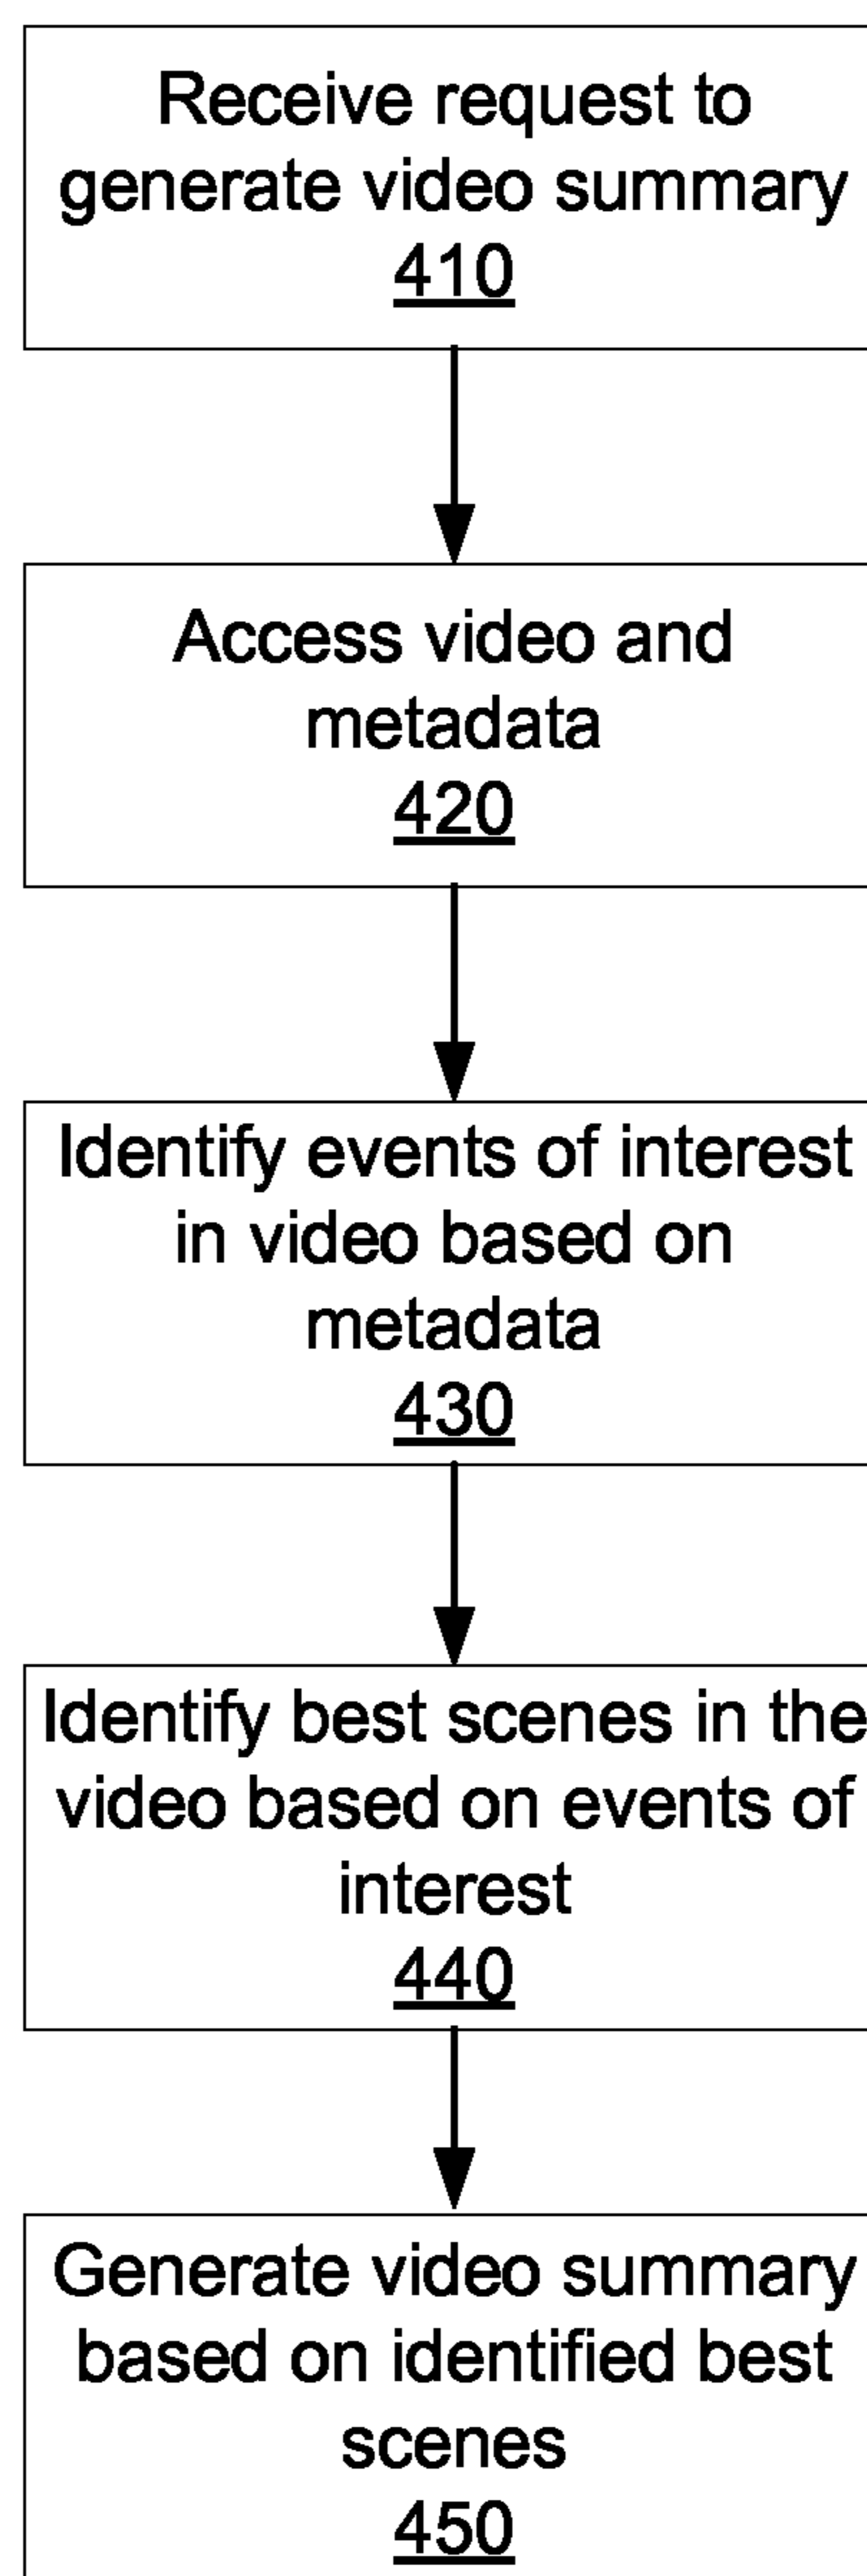 Receive request to
generate video summary
410
Access video and
metadata
420
Identify events of interest
in video based on
metadata
430
Identify best scenes in the
video based on events of
interest
440
Generate video summary
based on identified best
scenes
450